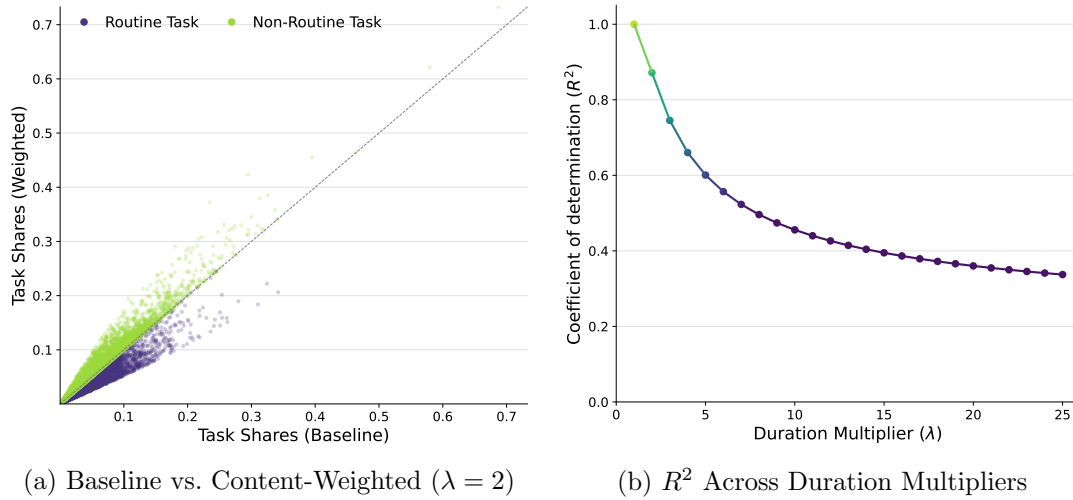 Routine Task
Non-Routine Task
0.7
0.6
0.5
0.4
0.3
0.2
0.1
Task Shares (Weighted)
0.1 0.2 0.3 0.4 0.5 0.6 0.7
Task Shares (Baseline)
(a) Baseline vs. Content-Weighted (λ = 2)
1.0
0.8
0.6
0.4
0.2
0.0
Coefficient of determination (R²)
0 5 10 15 20 25
Duration Multiplier (λ)
(b) R² Across Duration Multipliers